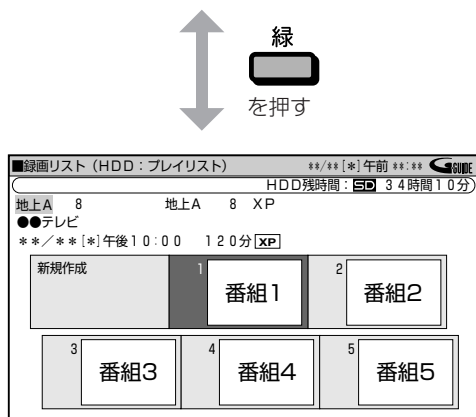 緑
を押す
■録画リスト（HDD：プレイリスト） **/**[*]午前**:** GGUIDE
HDD残時間：SD 34時間10分
地上A 8 地上A 8 XP
●●テレビ
**/**[*]午後10:00 120分 XP
新規作成 1 番組1 2 番組2
3 番組3 4 番組4 5 番組5